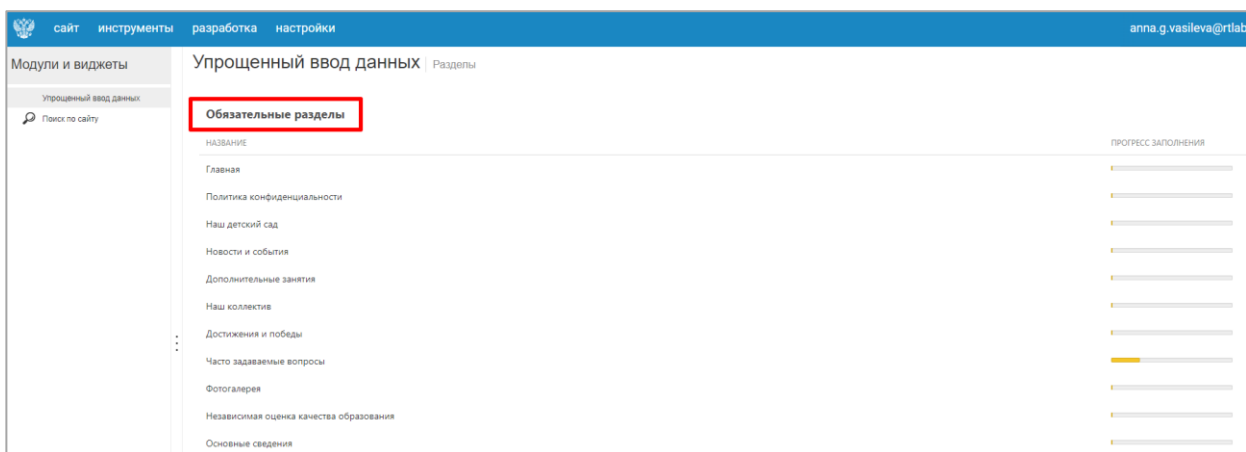 сайт инструменты разработка настройки anna.g.vasileva@rtlab
Модули и виджеты
Упрощенный ввод данных
Поиск по сайту
Упрощенный ввод данных Разделы
Обязательные разделы
НАЗВАНИЕ ПРОГРЕСС ЗАПОЛНЕНИЯ
Главная
Политика конфиденциальности
Наш детский сад
Новости и события
Дополнительные занятия
Наш коллектив
Достижения и победы
Часто задаваемые вопросы
Фотогалерея
Независимая оценка качества образования
Основные сведения